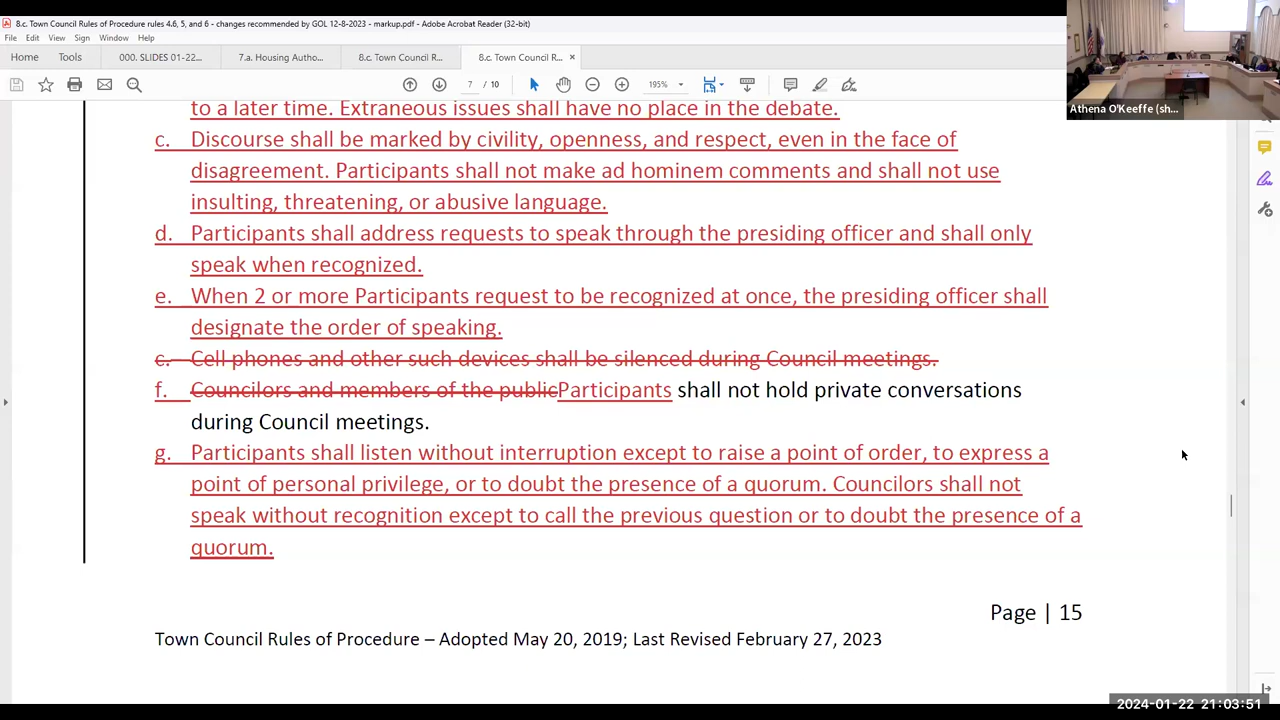 8.c. Town Council Rules of Procedure rules 4.6, 5, and 6 - changes recommended by GOL 12-8-2023 - markup.pdf - Adobe Acrobat Reader (32-bit)
File Edit View Sign Window Help
Home Tools 000. SLIDES 01-22... 7.a. Housing Autho... 8.c. Town Council R... 8.c. Town Council R... ×
7 / 10 195%
Athena O'Keeffe (sh...
to a later time. Extraneous issues shall have no place in the debate.
c. Discourse shall be marked by civility, openness, and respect, even in the face of
disagreement. Participants shall not make ad hominem comments and shall not use
insulting, threatening, or abusive language.
d. Participants shall address requests to speak through the presiding officer and shall only
speak when recognized.
e. When 2 or more Participants request to be recognized at once, the presiding officer shall
designate the order of speaking.
c. Cell phones and other such devices shall be silenced during Council meetings.
f. Councilors and members of the publicParticipants shall not hold private conversations
during Council meetings.
g. Participants shall listen without interruption except to raise a point of order, to express a
point of personal privilege, or to doubt the presence of a quorum. Councilors shall not
speak without recognition except to call the previous question or to doubt the presence of a
quorum.
Page | 15
Town Council Rules of Procedure – Adopted May 20, 2019; Last Revised February 27, 2023
2024-01-22 21:03:51